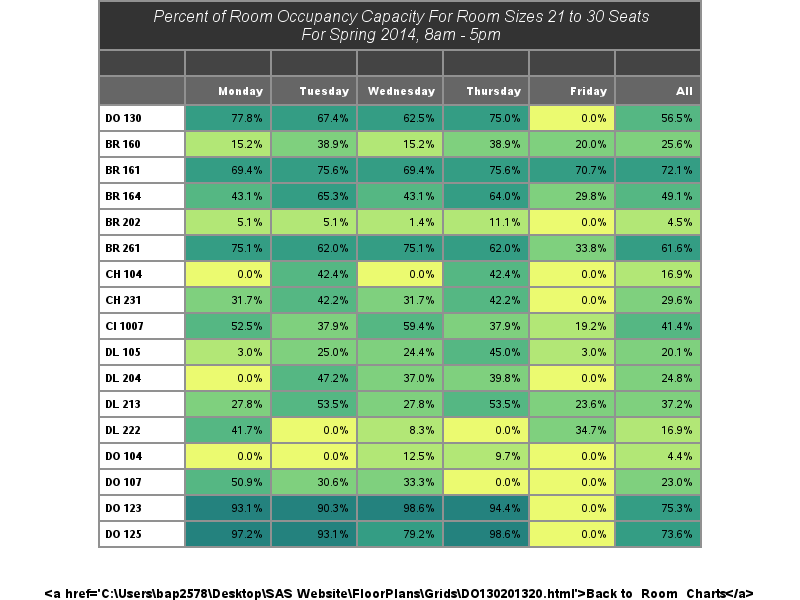 Percent of Room Occupancy Capacity For Room Sizes 21 to 30 Seats
For Spring 2014, 8am - 5pm
Monday Tuesday Wednesday Thursday Friday All
DO 130 77.8% 67.4% 62.5% 75.0% 0.0% 56.5%
BR 160 15.2% 38.9% 15.2% 38.9% 20.0% 25.6%
BR 161 69.4% 75.6% 69.4% 75.6% 70.7% 72.1%
BR 164 43.1% 65.3% 43.1% 64.0% 29.8% 49.1%
BR 202 5.1% 5.1% 1.4% 11.1% 0.0% 4.5%
BR 261 75.1% 62.0% 75.1% 62.0% 33.8% 61.6%
CH 104 0.0% 42.4% 0.0% 42.4% 0.0% 16.9%
CH 231 31.7% 42.2% 31.7% 42.2% 0.0% 29.6%
CI 1007 52.5% 37.9% 59.4% 37.9% 19.2% 41.4%
DL 105 3.0% 25.0% 24.4% 45.0% 3.0% 20.1%
DL 204 0.0% 47.2% 37.0% 39.8% 0.0% 24.8%
DL 213 27.8% 53.5% 27.8% 53.5% 23.6% 37.2%
DL 222 41.7% 0.0% 8.3% 0.0% 34.7% 16.9%
DO 104 0.0% 0.0% 12.5% 9.7% 0.0% 4.4%
DO 107 50.9% 30.6% 33.3% 0.0% 0.0% 23.0%
DO 123 93.1% 90.3% 98.6% 94.4% 0.0% 75.3%
DO 125 97.2% 93.1% 79.2% 98.6% 0.0% 73.6%
<a href='C:\Users\bap2578\Desktop\SAS Website\FloorPlans\Grids\DO130201320.html'>Back to Room Charts</a>